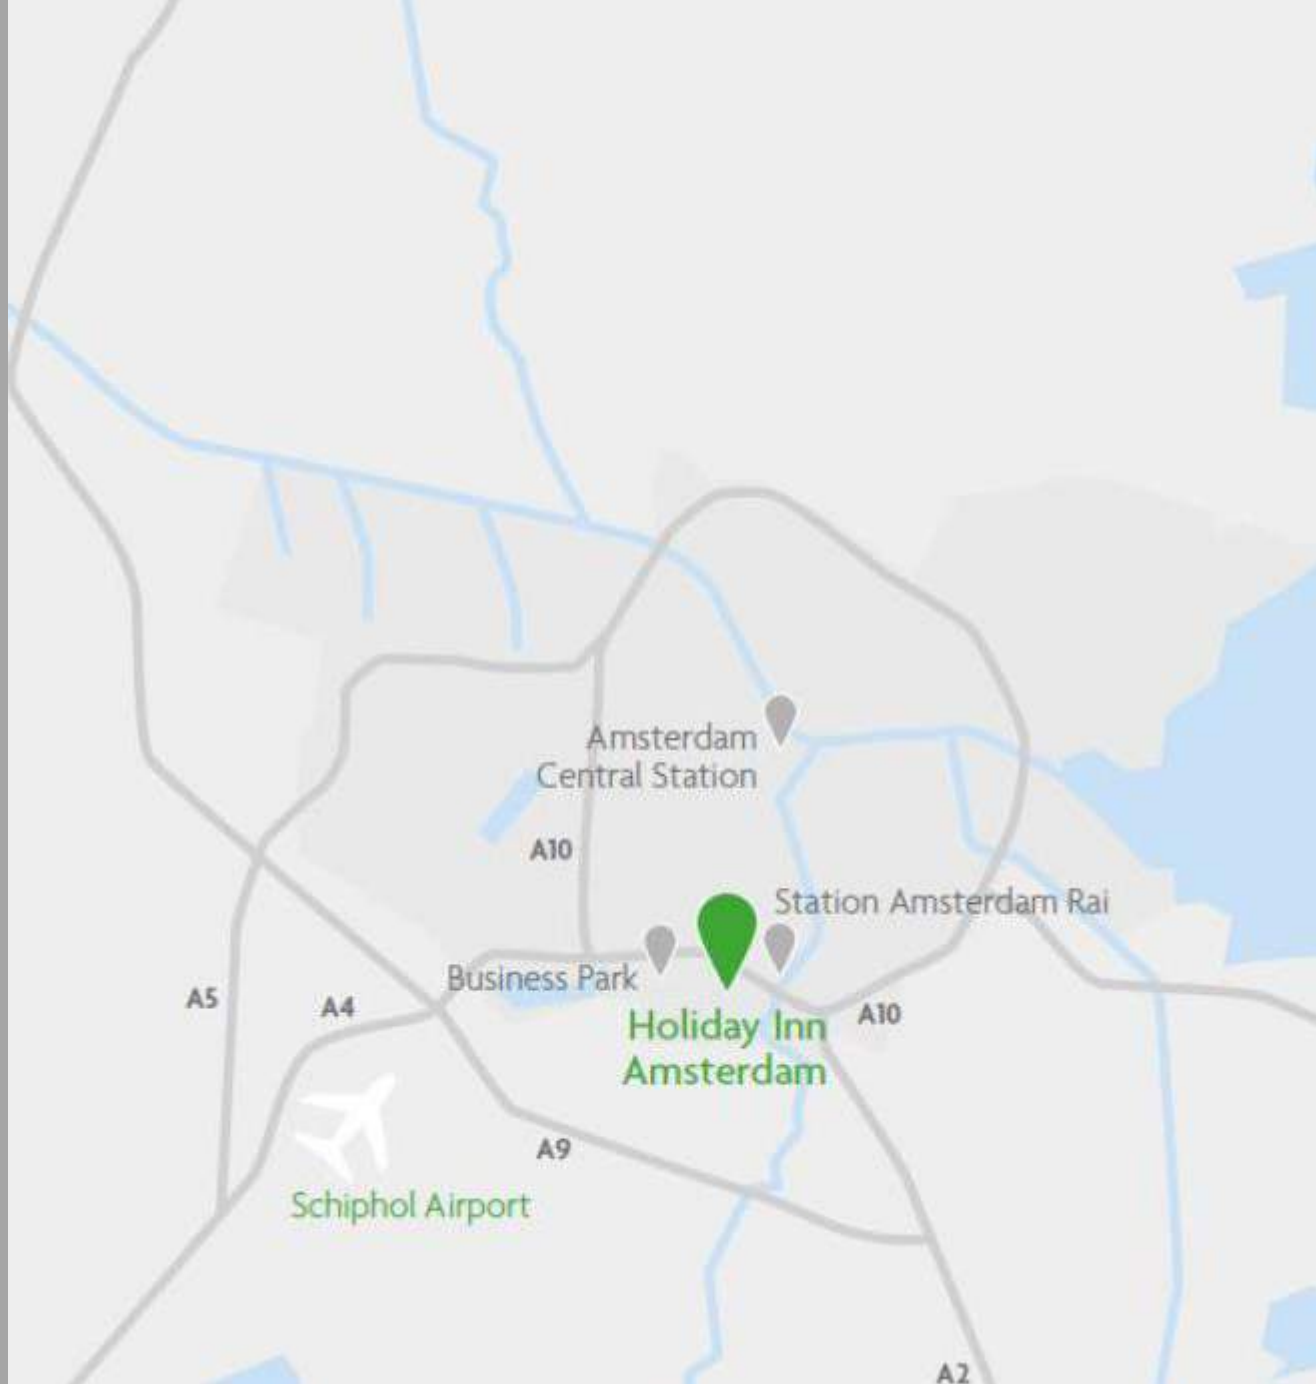 Amsterdam
Central Station
A10
Station Amsterdam Rai
Business Park
A5
A4
Holiday Inn
Amsterdam
A10
A9
Schiphol Airport
A2